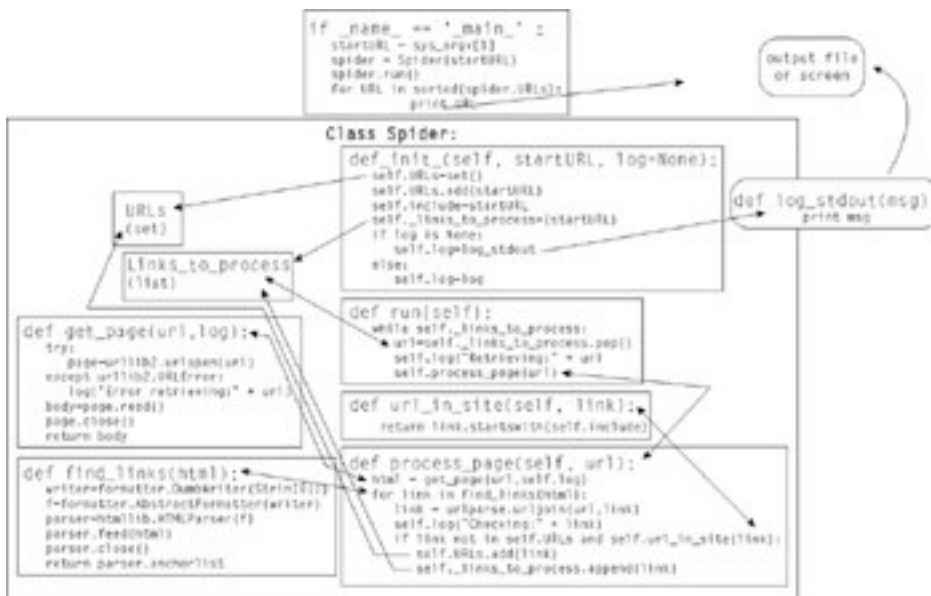 if _name_ == '_main_' :
startURL = sys_argv[1]
spider = Spider(startURL)
spider.run()
for URL in sorted(spider.URLs):
print URL
output file
or screen
Class Spider:
def_init_(self, startURL, log=None):
self.URLs=set()
self.URLs.add(startURL)
self.include=startURL
self._links_to_process=(startURL)
if log is None:
self.log=log_stdout
else:
self.log=log
def log_stdout(msg)
print msg
URLs
(set)
Links_to_process
(list)
def run(self):
while self._links_to_process:
url=self._links_to_process.pop()
self.log("Retrieving:" + url
self.process_page(url)
def get_page(url,log):
try:
page=urllib2.urlopen(url)
except urllib2.URLError:
log("Error retrieving:" + url)
body=page.read()
page.close()
return body
def url_in_site(self, link):
return link.startswith(self.include)
def find_links(html):
writer=formatter.DumbWriter(
f=formatter.AbstractFormatter(writer)
parser=htmllib.HTMLParser(f)
parser.feed(html)
parser.close()
return parser.anchorlist
def process_page(self, url):
html = get_page(url,self.log)
for link in find_links(html):
link = urlparse.urljoin(url,link)
self.log("Checking:" + link)
if link not in self.URLs and self.url_in_site(link):
self.URLs.add(link)
self._links_to_process.append(link)